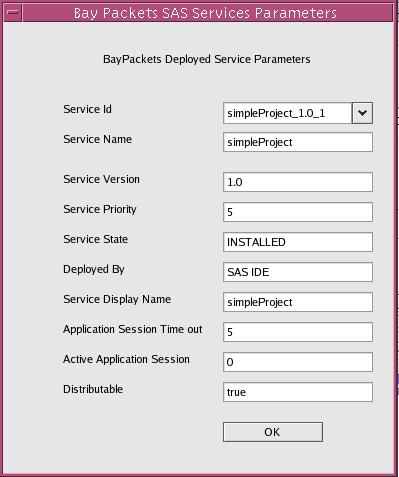 Bay Packets SAS Services Parameters
BayPackets Deployed Service Parameters
Service Id simpleProject_1.0_1
Service Name simpleProject
Service Version 1.0
Service Priority 5
Service State INSTALLED
Deployed By SAS IDE
Service Display Name simpleProject
Application Session Time out 5
Active Application Session 0
Distributable true
OK